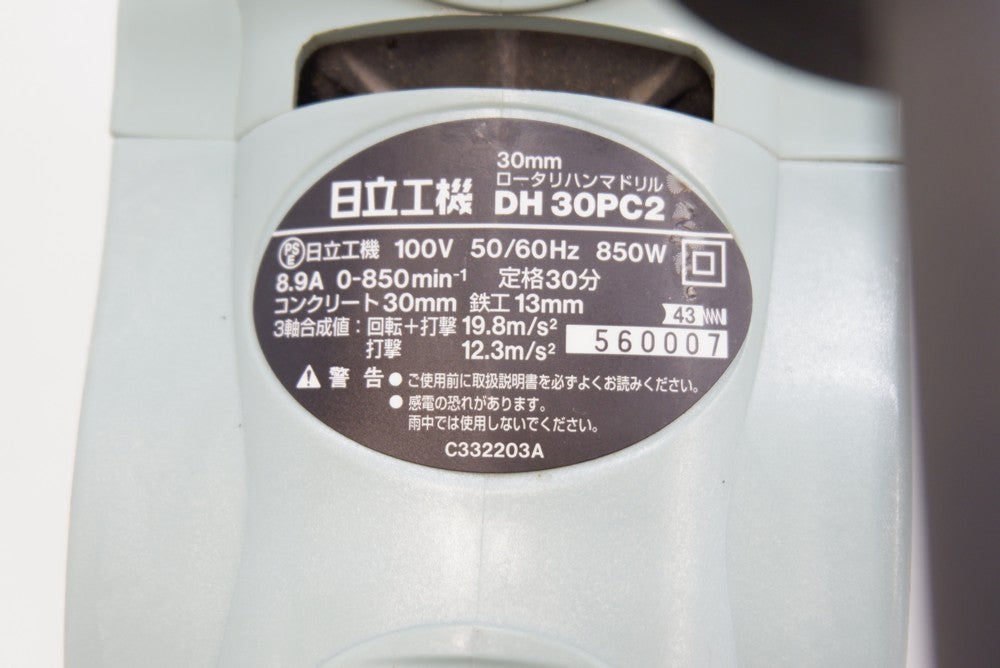 30mm
ロータリハンマドリル
日立工機 DH 30PC2
PSE 日立工機 100V 50/60Hz 850W
8.9A 0-850min⁻¹ 定格30分
コンクリート30mm 鉄工13mm
43
3軸合成値：回転＋打撃 19.8m/s²
打撃 12.3m/s²
560007
警告 ● ご使用前に取扱説明書を必ずよくお読みください。
● 感電の恐れがあります。
雨中では使用しないでください。
C332203A